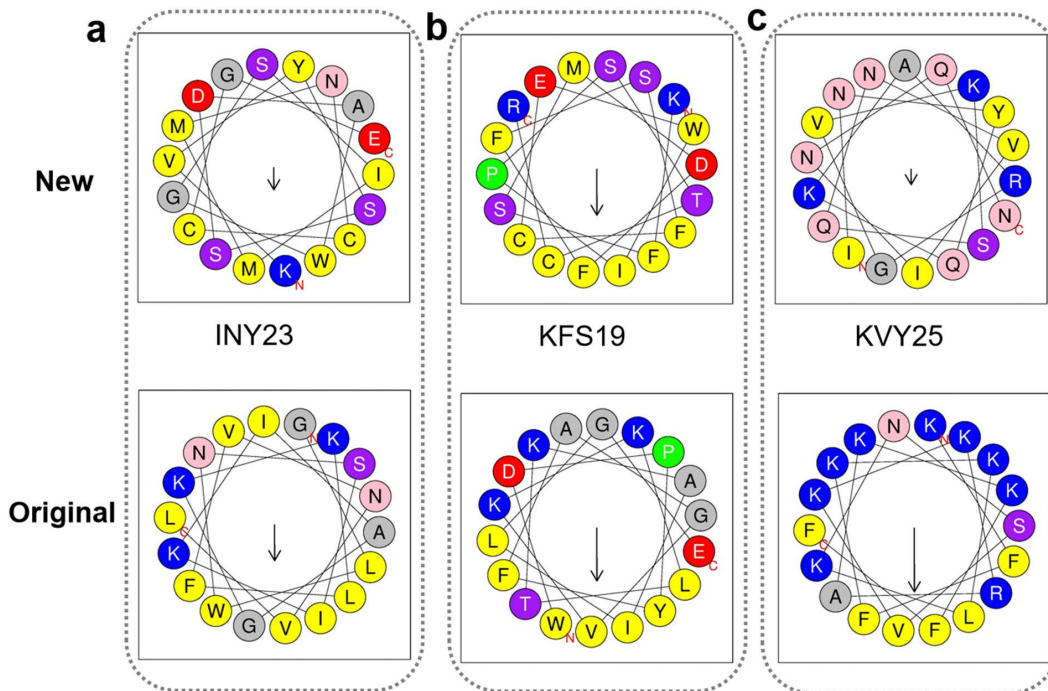 a
b
c
New
S Y N A E C I S C W K N M S C G V M D G
S S K N W D T F F I F C C S P F R C E M
A Q K Y V R N C S Q I G I N Q K N V N N
INY23
KFS19
KVY25
Original
I G N K S N A L L I V G W F K L C K N V
G K P A G E C L Y I V W N T F L K D K A
N K N K K K S F R L F V F A K F C K K K